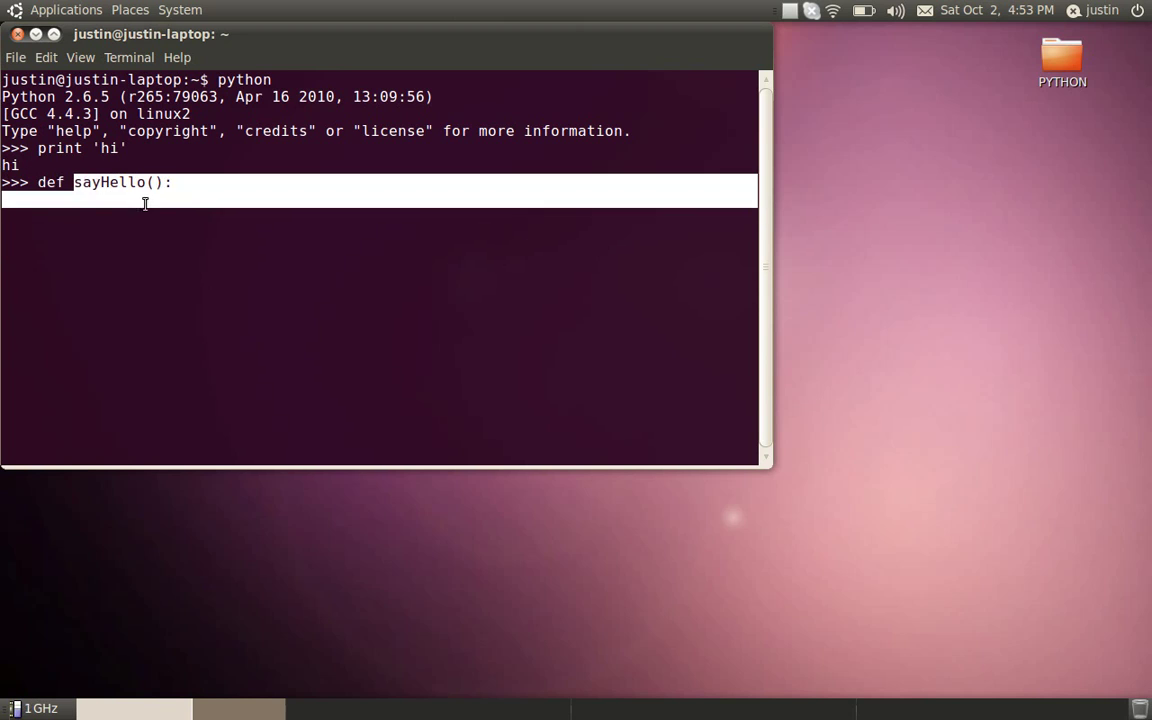 Applications Places System
Sat Oct 2, 4:53 PM justin
justin@justin-laptop: ~
File Edit View Terminal Help
justin@justin-laptop:~$ python
Python 2.6.5 (r265:79063, Apr 16 2010, 13:09:56)
[GCC 4.4.3] on linux2
Type "help", "copyright", "credits" or "license" for more information.
>>> print 'hi'
hi
>>> def sayHello():
PYTHON
1 GHz